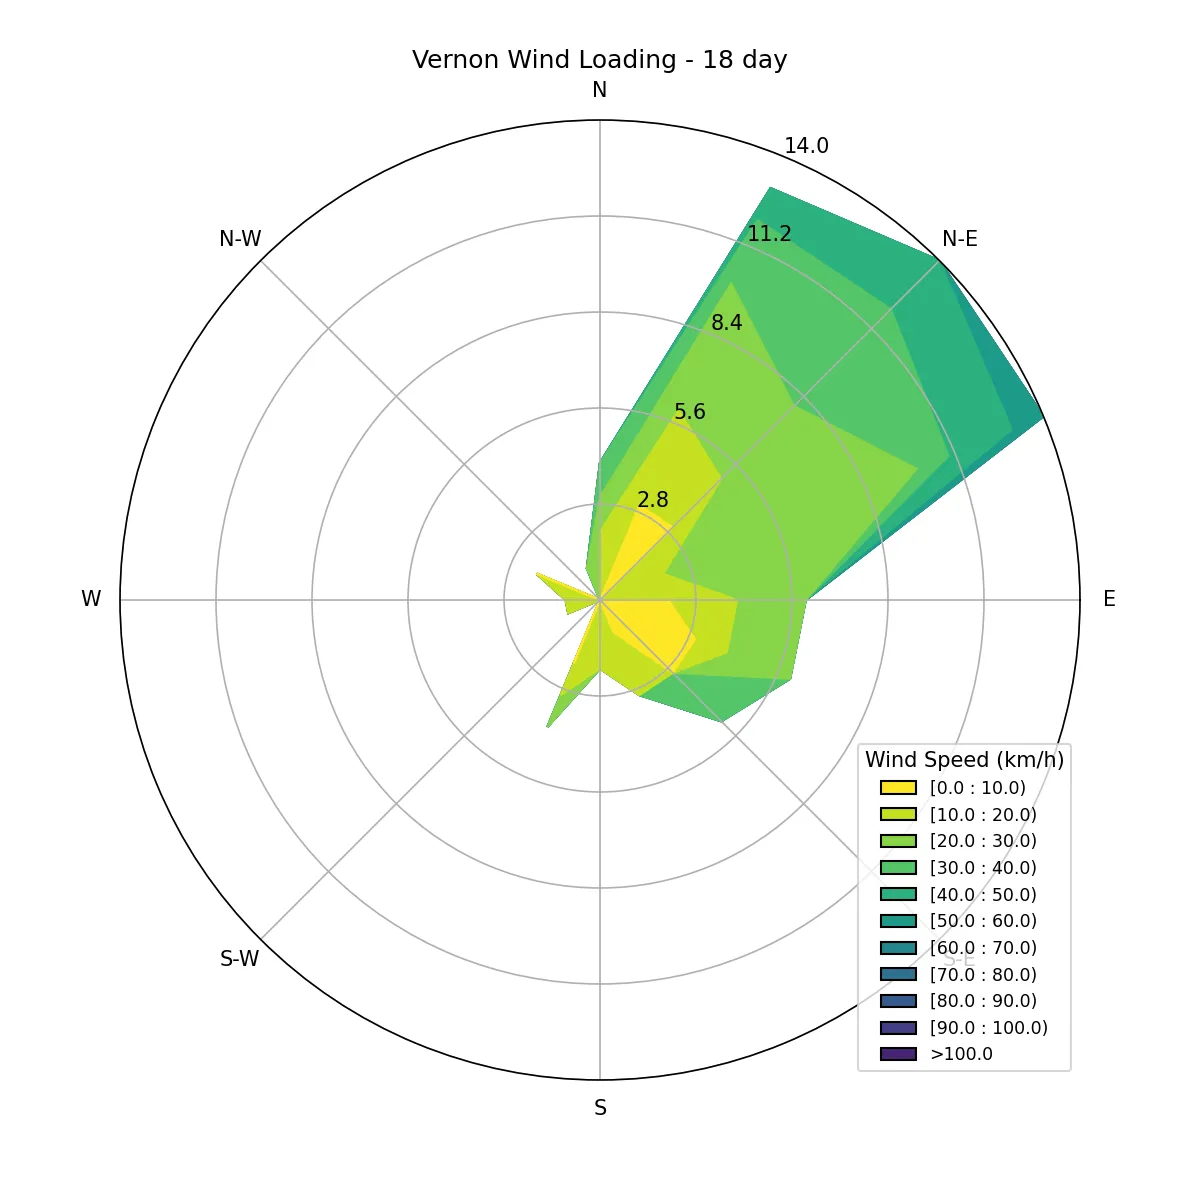 Vernon Wind Loading - 18 day
N
14.0
11.2
N-W
N-E
8.4
5.6
2.8
W
E
Wind Speed (km/h)
[0.0 : 10.0)
[10.0 : 20.0)
[20.0 : 30.0)
[30.0 : 40.0)
[40.0 : 50.0)
[50.0 : 60.0)
[60.0 : 70.0)
[70.0 : 80.0)
[80.0 : 90.0)
[90.0 : 100.0)
>100.0
S-W
S-E
S